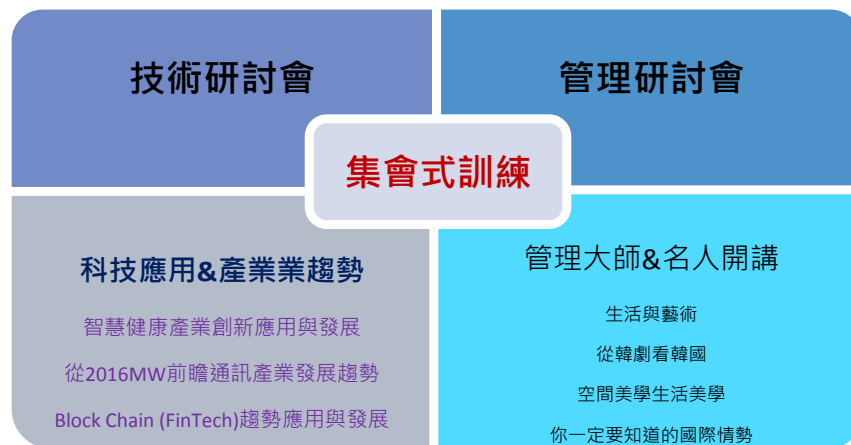 技術研討會
管理研討會
集會式訓練
科技應用&產業業趨勢
智慧健康產業創新應用與發展
從2016MW前瞻通訊產業發展趨勢
Block Chain (FinTech)趨勢應用與發展
管理大師&名人開講
生活與藝術
從韓劇看韓國
空間美學生活美學
你一定要知道的國際情勢